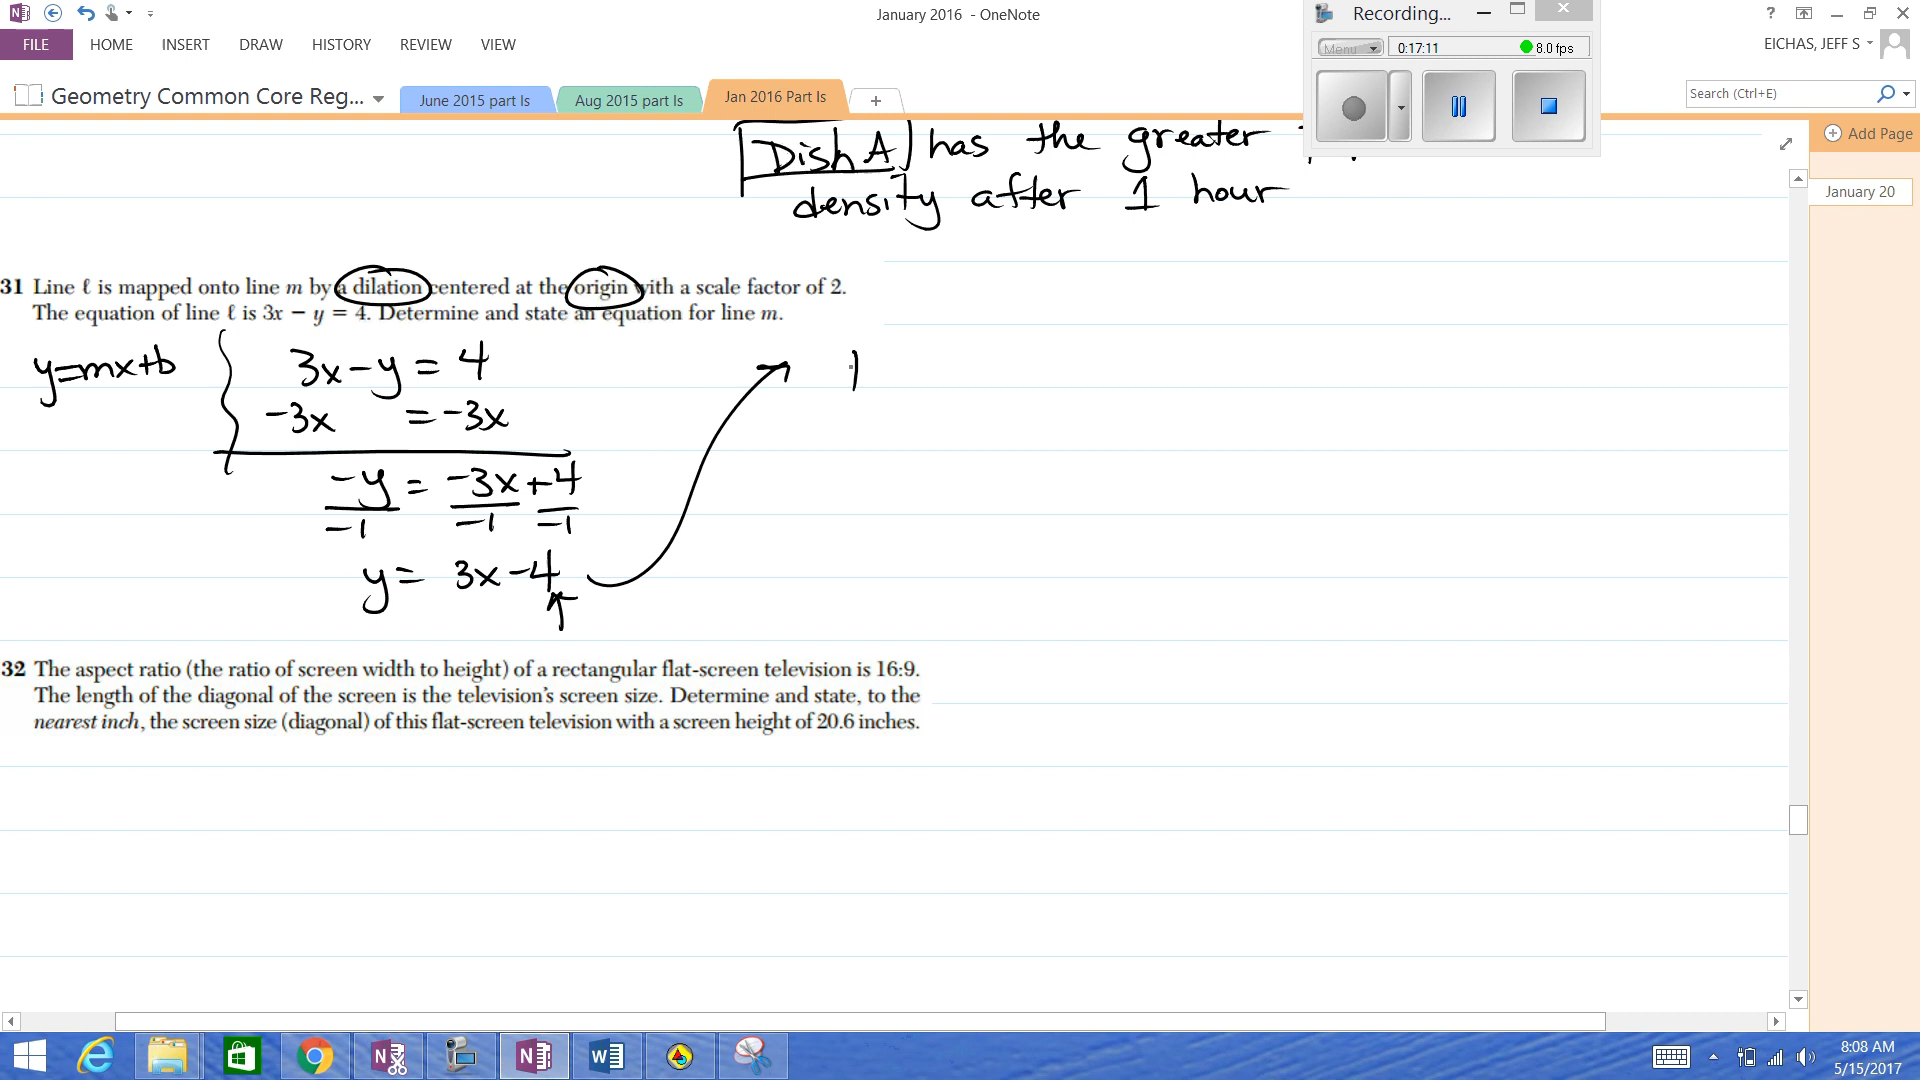 January 2016 - OneNote
Recording...
FILE HOME INSERT DRAW HISTORY REVIEW VIEW
Menu 0:17:11 8.0 fps
EICHAS, JEFF S
Geometry Common Core Reg... June 2015 part Is Aug 2015 part Is Jan 2016 Part Is
Search (Ctrl+E)
Add Page
January 20
Dish A has the greater
density after 1 hour
31 Line ℓ is mapped onto line m by a dilation centered at the origin with a scale factor of 2.
The equation of line ℓ is 3x − y = 4. Determine and state an equation for line m.
y=mx+b
3x-y = 4
-3x = -3x
-y = -3x+4
-1 -1 -1
y = 3x-4
32 The aspect ratio (the ratio of screen width to height) of a rectangular flat-screen television is 16:9.
The length of the diagonal of the screen is the television's screen size. Determine and state, to the
nearest inch, the screen size (diagonal) of this flat-screen television with a screen height of 20.6 inches.
8:08 AM
5/15/2017